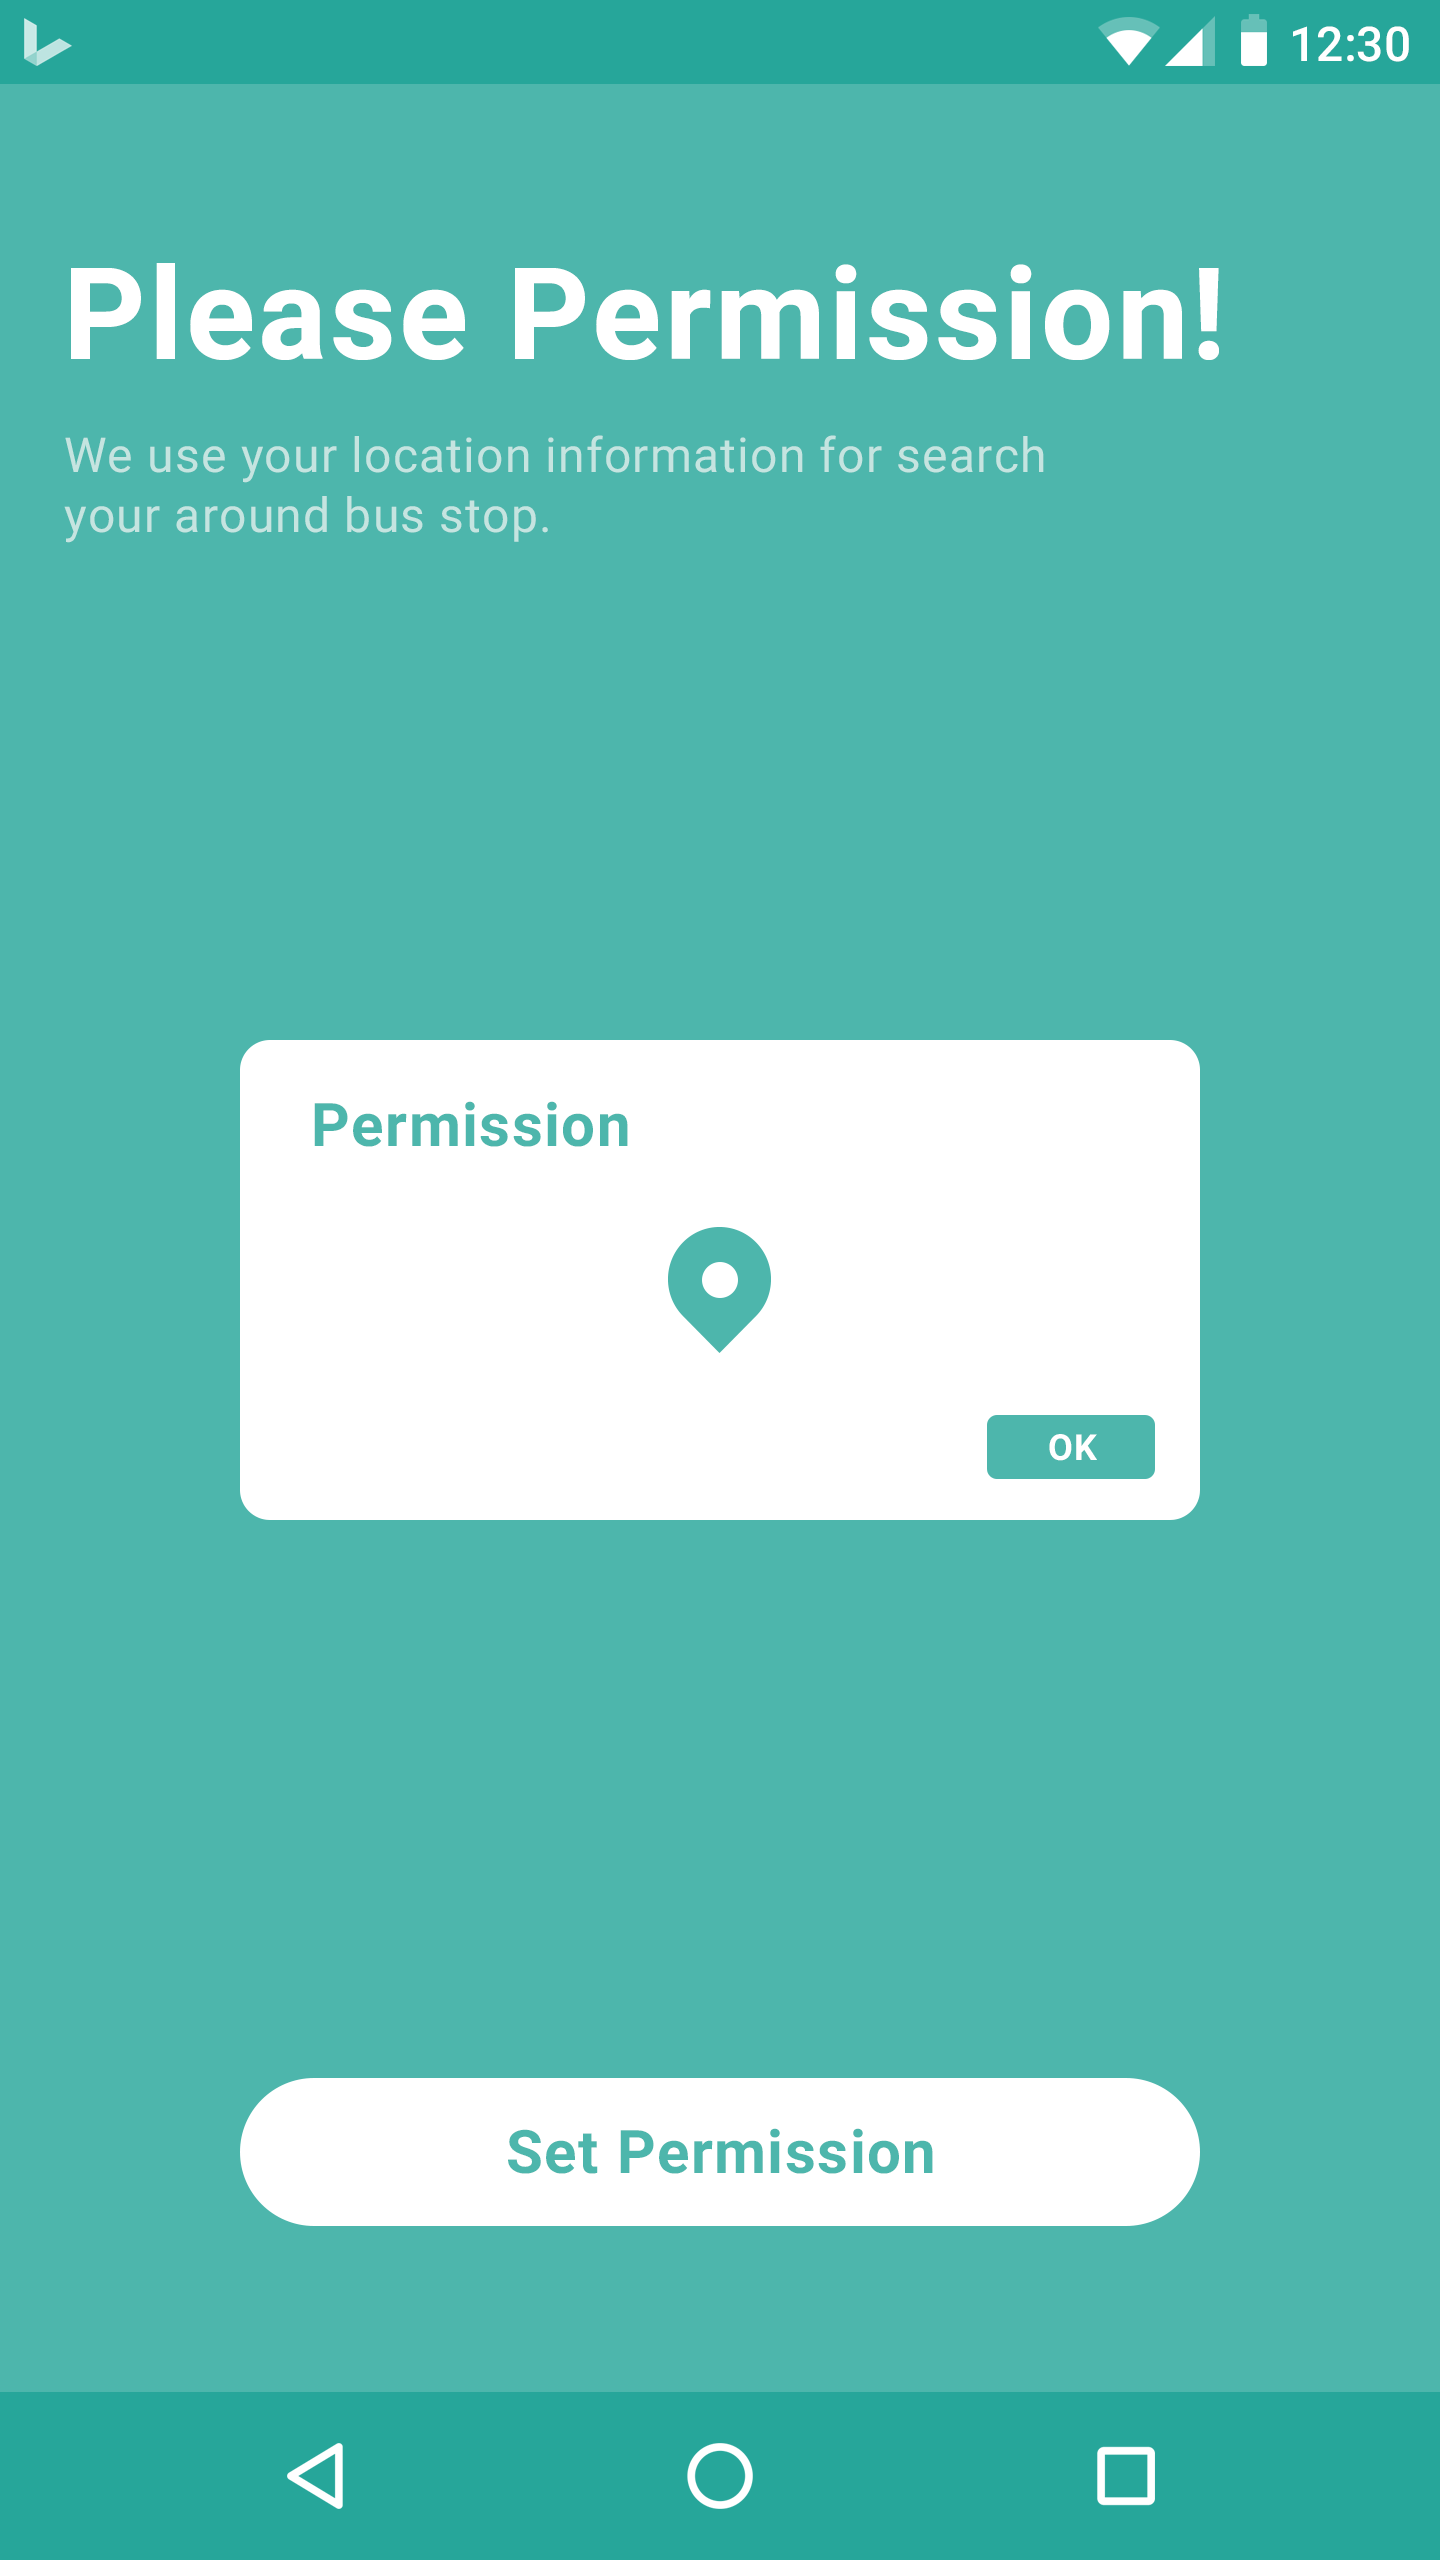 12:30
Please Permission!
We use your location information for search
your around bus stop.
Permission
OK
Set Permission